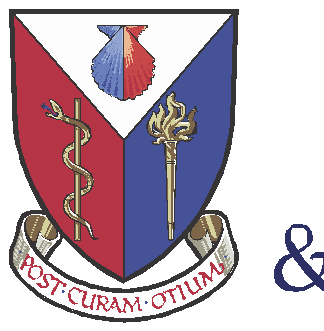 POST · CURAM · OTIUM
&